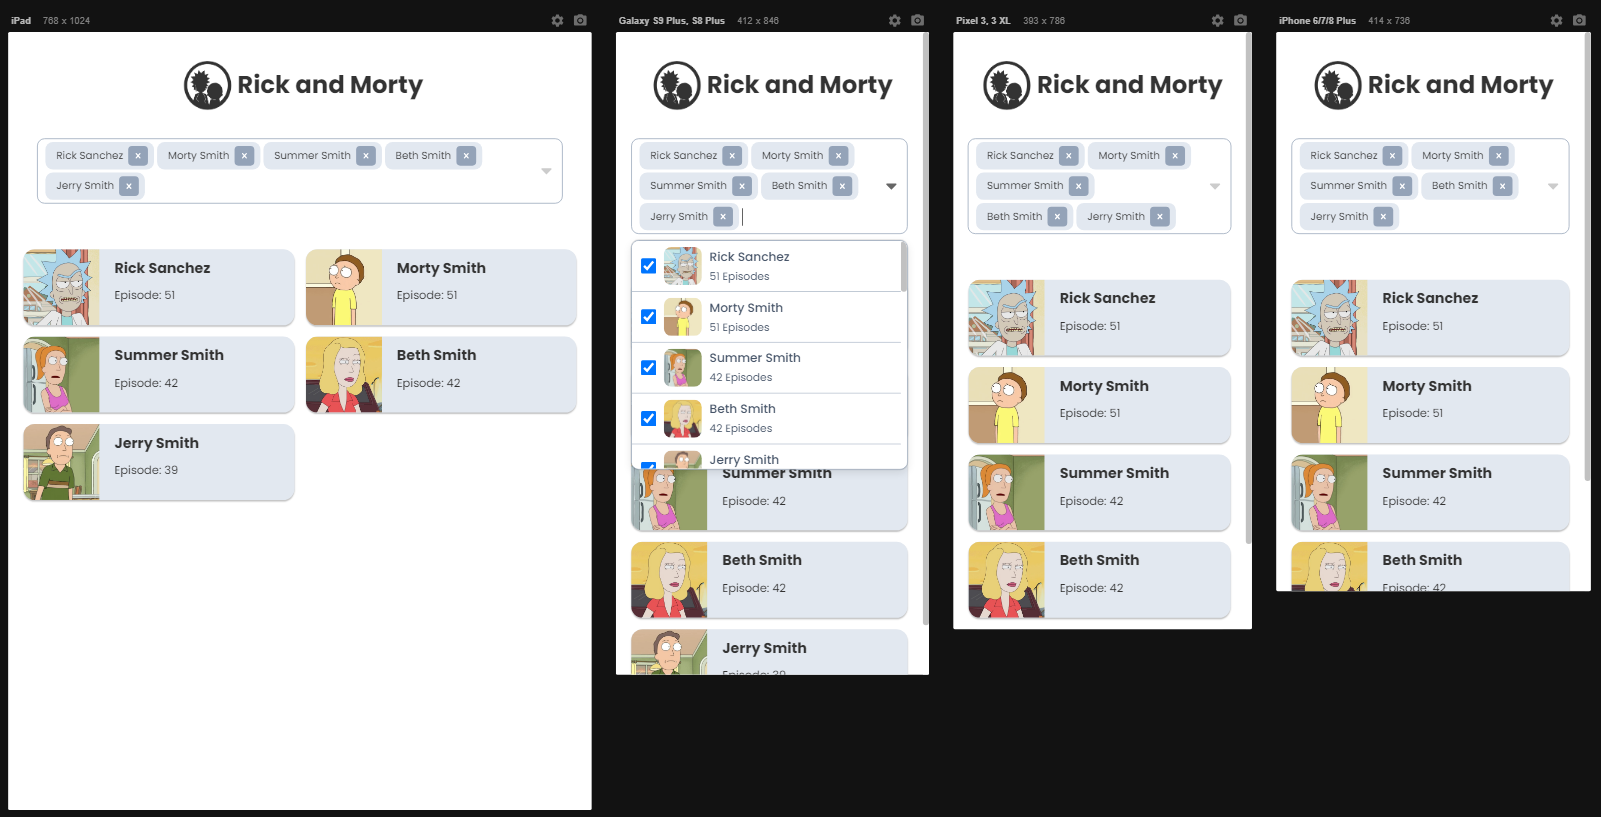 iPad 768 x 1024
Rick and Morty
Rick Sanchez × Morty Smith × Summer Smith × Beth Smith ×
Jerry Smith ×
Rick Sanchez
Episode: 51
Morty Smith
Episode: 51
Summer Smith
Episode: 42
Beth Smith
Episode: 42
Jerry Smith
Episode: 39
Galaxy S9 Plus, S8 Plus 412 x 846
Rick and Morty
Rick Sanchez × Morty Smith ×
Summer Smith × Beth Smith ×
Jerry Smith ×
Rick Sanchez
51 Episodes
Morty Smith
51 Episodes
Summer Smith
42 Episodes
Beth Smith
42 Episodes
Jerry Smith
Summer Smith
Episode: 42
Beth Smith
Episode: 42
Jerry Smith
Episode: 39
Pixel 3, 3 XL 393 x 786
Rick and Morty
Rick Sanchez × Morty Smith ×
Summer Smith ×
Beth Smith × Jerry Smith ×
Rick Sanchez
Episode: 51
Morty Smith
Episode: 51
Summer Smith
Episode: 42
Beth Smith
Episode: 42
iPhone 6/7/8 Plus 414 x 736
Rick and Morty
Rick Sanchez × Morty Smith ×
Summer Smith × Beth Smith ×
Jerry Smith ×
Rick Sanchez
Episode: 51
Morty Smith
Episode: 51
Summer Smith
Episode: 42
Beth Smith
Episode: 42